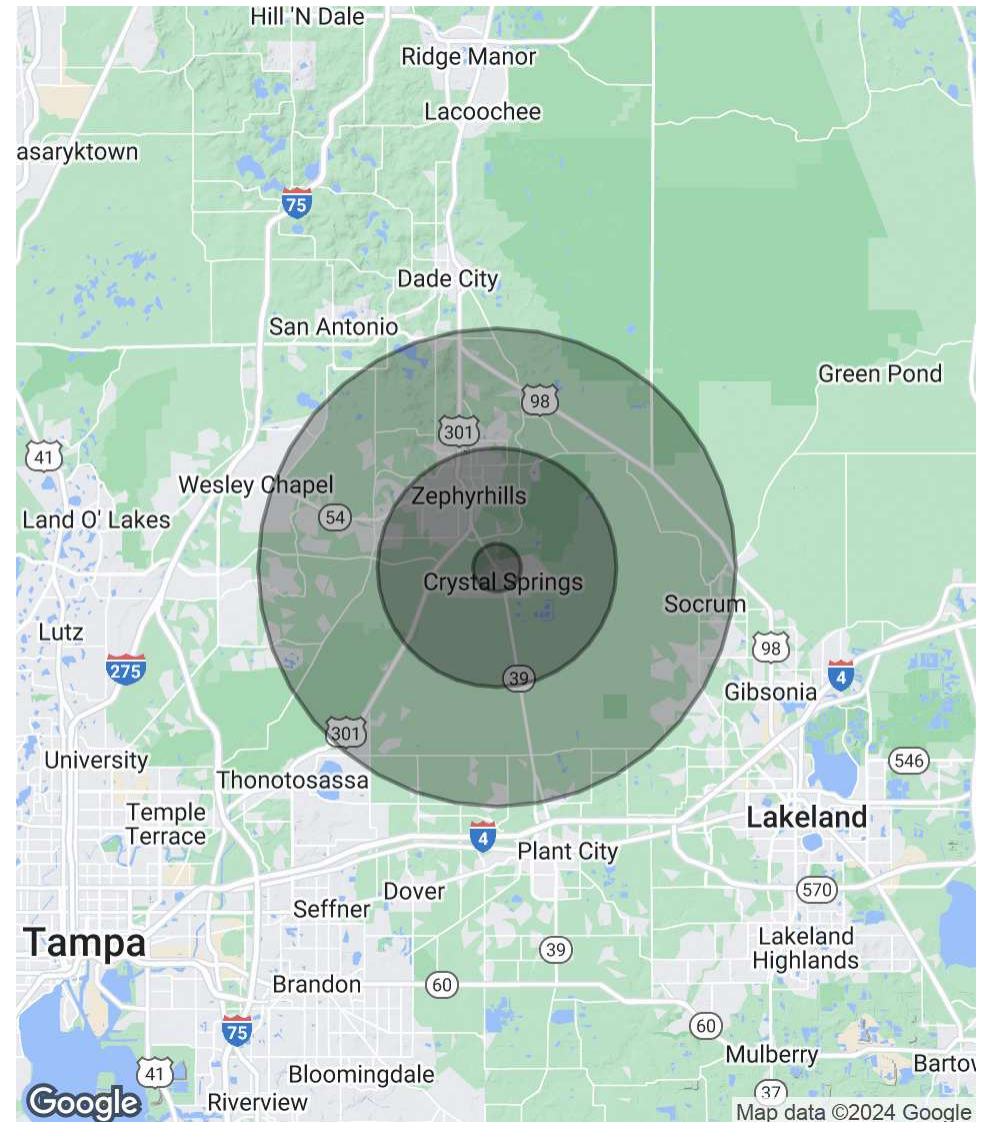 Hill 'N Dale
Ridge Manor
Lacoochee
asaryktown
75
Dade City
San Antonio
Green Pond
98
301
41
Wesley Chapel
Zephyrhills
54
Land O' Lakes
Crystal Springs
Socrum
Lutz
98
275
4
39
Gibsonia
301
University
546
Thonotosassa
Temple
Terrace
Lakeland
4
Plant City
570
Dover
Seffner
Tampa
Lakeland
Highlands
39
Brandon
60
60
75
Mulberry
Bartow
41
Bloomingdale
37
Google
Riverview
Map data ©2024 Google